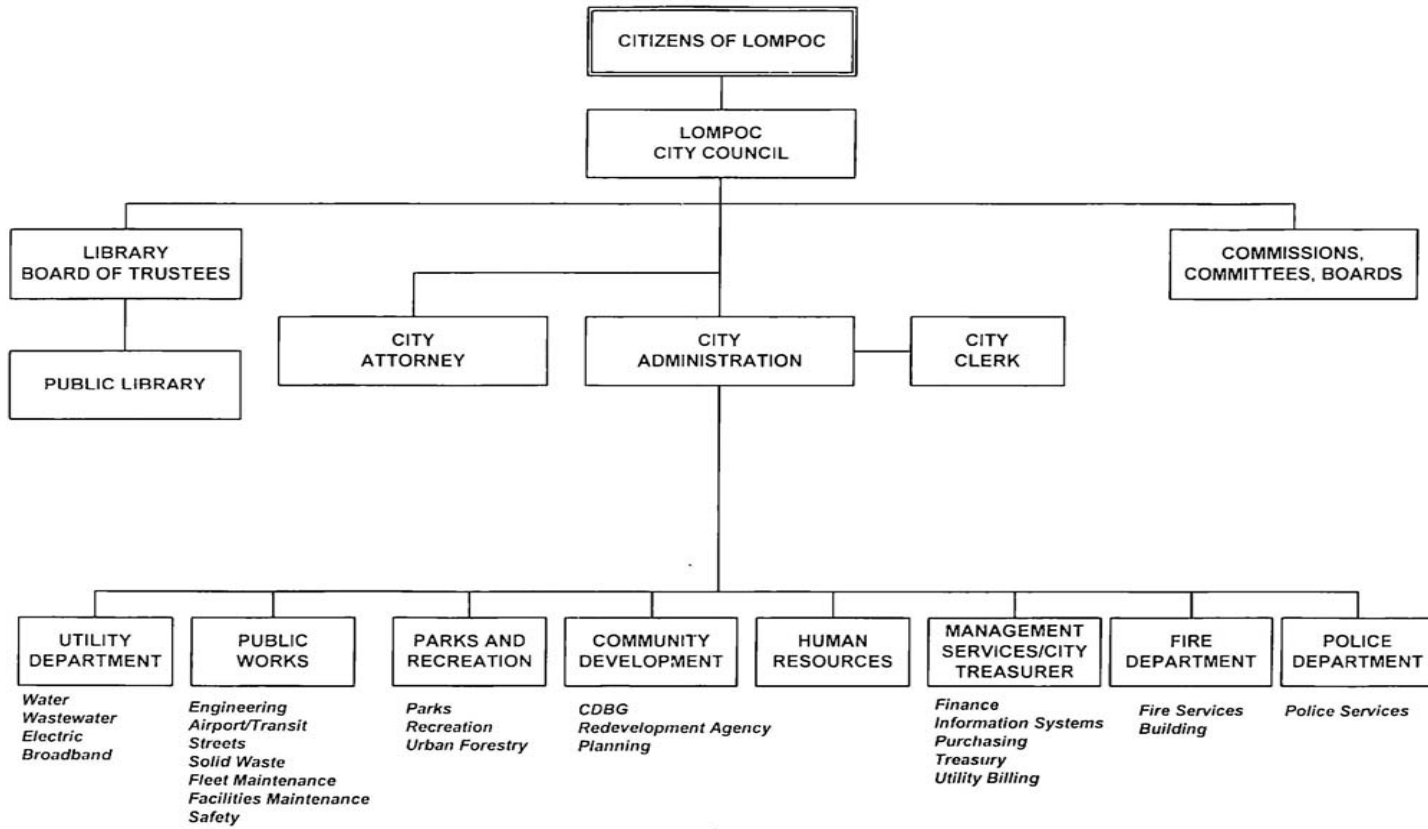 CITIZENS OF LOMPOC
LOMPOC
CITY COUNCIL
LIBRARY
BOARD OF TRUSTEES
COMMISSIONS,
COMMITTEES, BOARDS
PUBLIC LIBRARY
CITY
ATTORNEY
CITY
ADMINISTRATION
CITY
CLERK
UTILITY
DEPARTMENT
Water
Wastewater
Electric
Broadband
PUBLIC
WORKS
Engineering
Airport/Transit
Streets
Solid Waste
Fleet Maintenance
Facilities Maintenance
Safety
PARKS AND
RECREATION
Parks
Recreation
Urban Forestry
COMMUNITY
DEVELOPMENT
CDBG
Redevelopment Agency
Planning
HUMAN
RESOURCES
MANAGEMENT
SERVICES/CITY
TREASURER
Finance
Information Systems
Purchasing
Treasury
Utility Billing
FIRE
DEPARTMENT
Fire Services
Building
POLICE
DEPARTMENT
Police Services